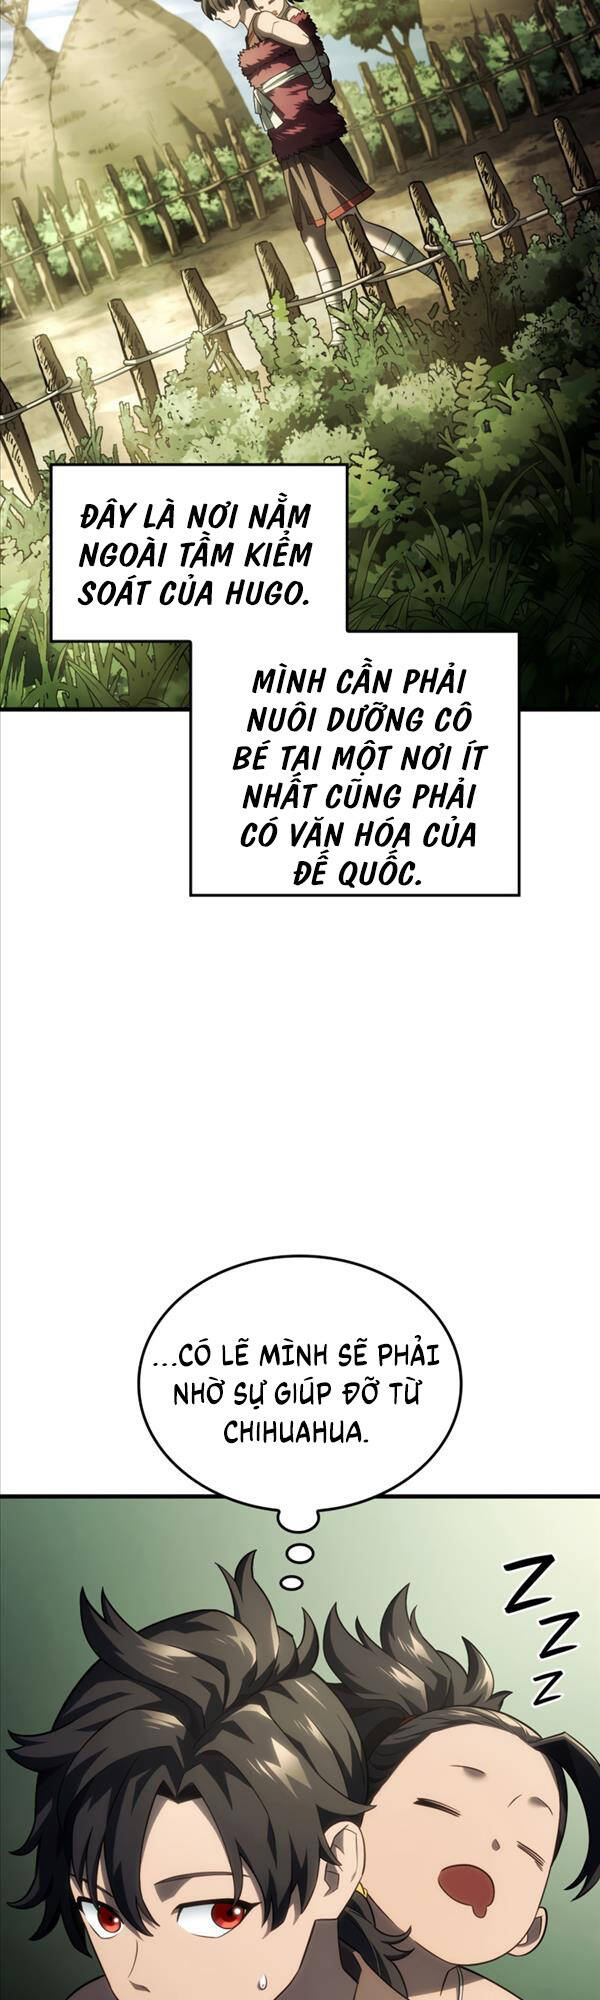 ĐÂY LÀ NƠI NẰM
NGOÀI TẦM KIỂM
SOÁT CỦA HUGO.
MÌNH CẦN PHẢI
NUÔI DƯỠNG CÔ
BÉ TẠI MỘT NƠI ÍT
NHẤT CŨNG PHẢI
CÓ VĂN HÓA CỦA
ĐẾ QUỐC.
...CÓ LẼ MÌNH SẼ PHẢI
NHỜ SỰ GIÚP ĐỠ TỪ
CHIHUAHUA.
Z
Z
Z